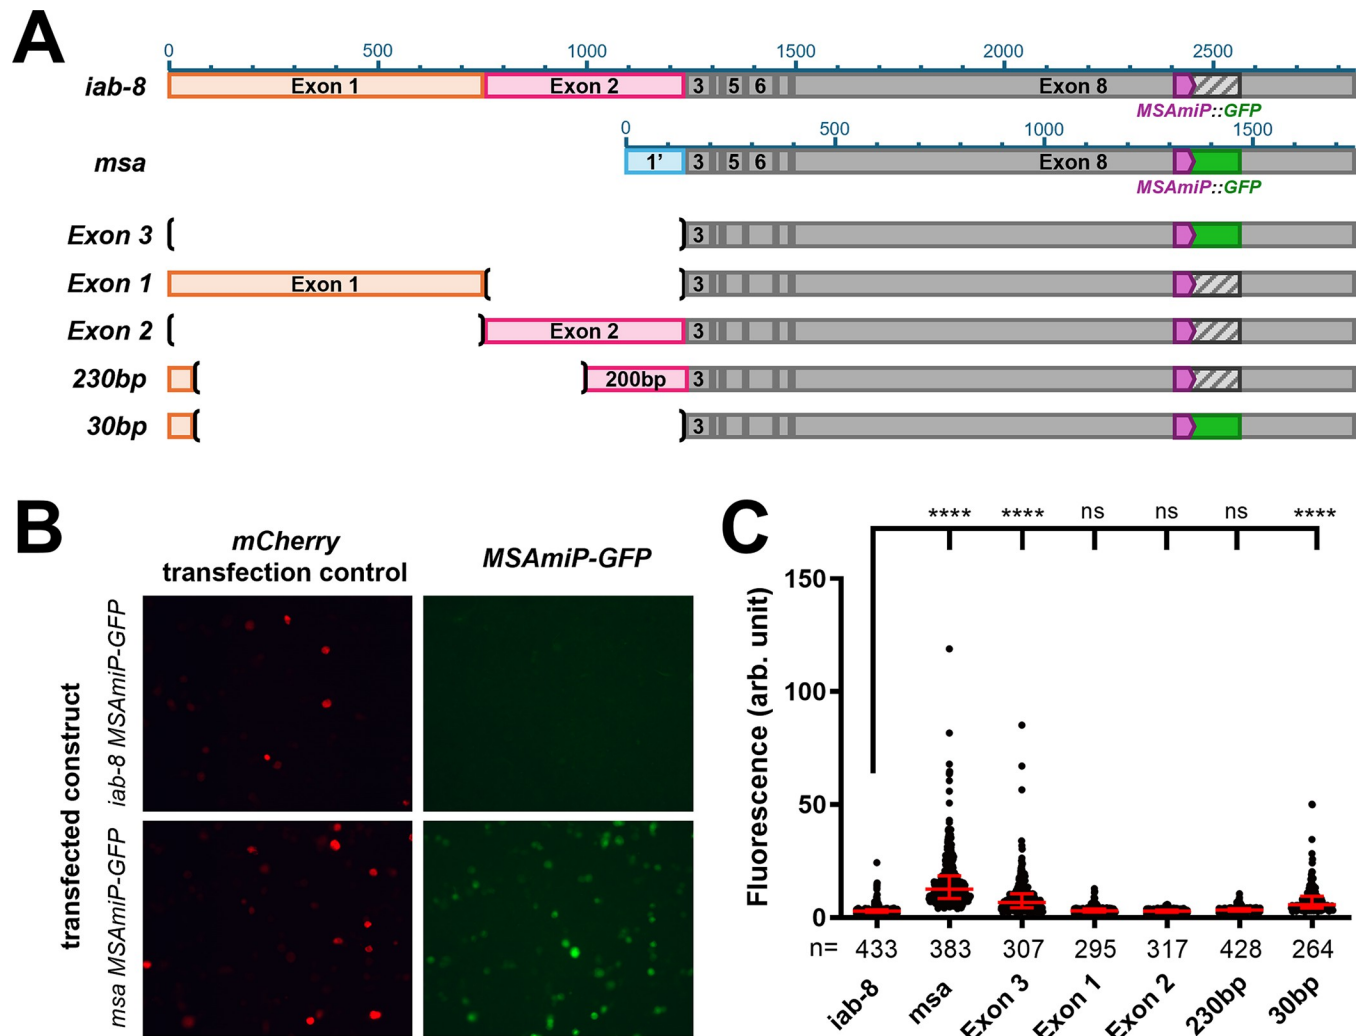 A
0 500 1000 1500 2000 2500
iab-8 Exon 1 Exon 2 3 5 6 Exon 8
MSAmiP::GFP
0 500 1000 1500
msa 1’ 3 5 6 Exon 8
MSAmiP::GFP
Exon 3 3
Exon 1 Exon 1 3
Exon 2 Exon 2 3
230bp 200bp 3
30bp 3
B
mCherry
transfection control
MSAmiP-GFP
transfected construct
iab-8 MSAmiP-GFP
msa MSAmiP-GFP
C
**** **** ns ns ns ****
Fluorescence (arb. unit)
150
100
50
0
n= 433 383 307 295 317 428 264
iab-8 msa Exon 3 Exon 1 Exon 2 230bp 30bp